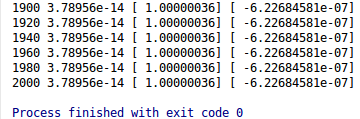 1900 3.78956e-14 [ 1.00000036] [ -6.22684581e-07]
1920 3.78956e-14 [ 1.00000036] [ -6.22684581e-07]
1940 3.78956e-14 [ 1.00000036] [ -6.22684581e-07]
1960 3.78956e-14 [ 1.00000036] [ -6.22684581e-07]
1980 3.78956e-14 [ 1.00000036] [ -6.22684581e-07]
2000 3.78956e-14 [ 1.00000036] [ -6.22684581e-07]
Process finished with exit code 0